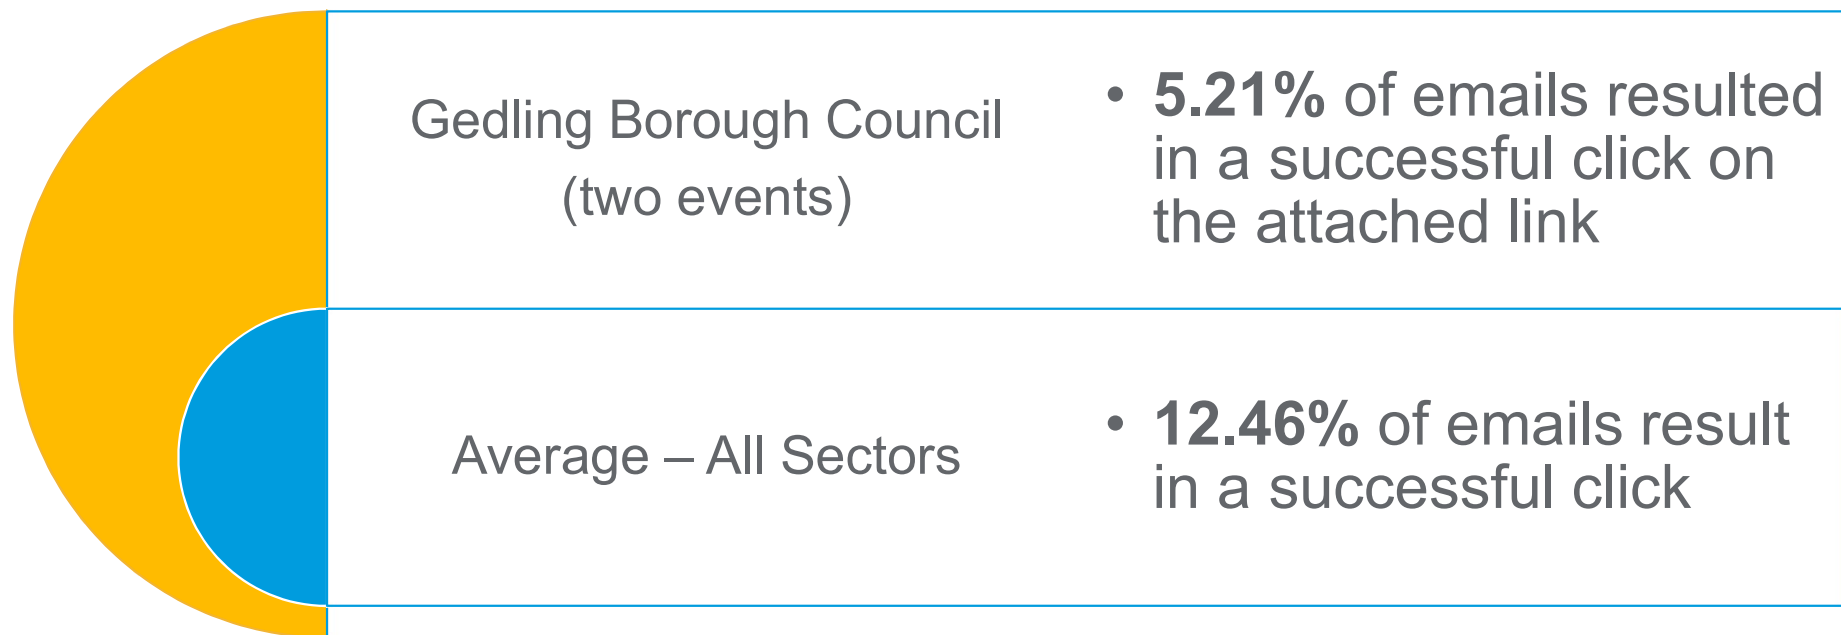 Gedling Borough Council
(two events)
• 5.21% of emails resulted
in a successful click on
the attached link
Average – All Sectors
• 12.46% of emails result
in a successful click